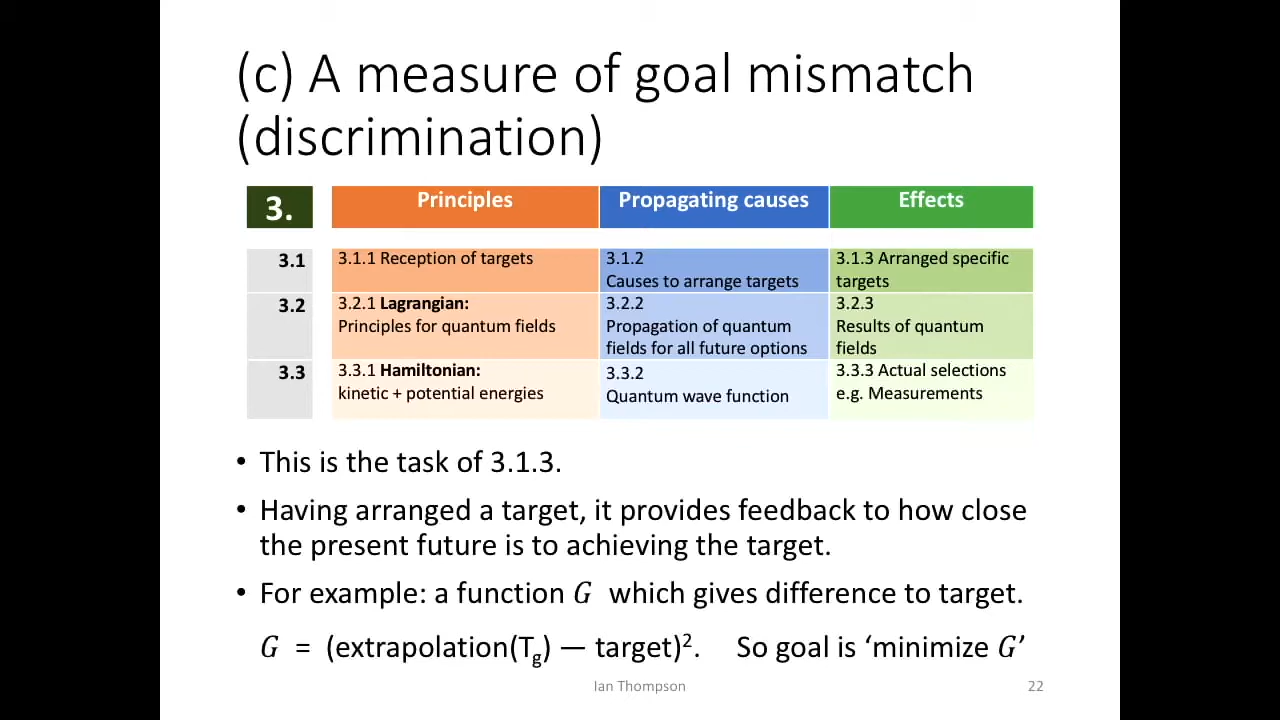 (c) A measure of goal mismatch
(discrimination)
3. Principles Propagating causes Effects
3.1 3.1.1 Reception of targets 3.1.2 3.1.3 Arranged specific
Causes to arrange targets targets
3.2 3.2.1 Lagrangian: 3.2.2 3.2.3
Principles for quantum fields Propagation of quantum Results of quantum
fields for all future options fields
3.3 3.3.1 Hamiltonian: 3.3.2 3.3.3 Actual selections
kinetic + potential energies Quantum wave function e.g. Measurements
• This is the task of 3.1.3.
• Having arranged a target, it provides feedback to how close
the present future is to achieving the target.
• For example: a function G which gives difference to target.
G = (extrapolation(Tg) — target)². So goal is ‘minimize G’
Ian Thompson 22